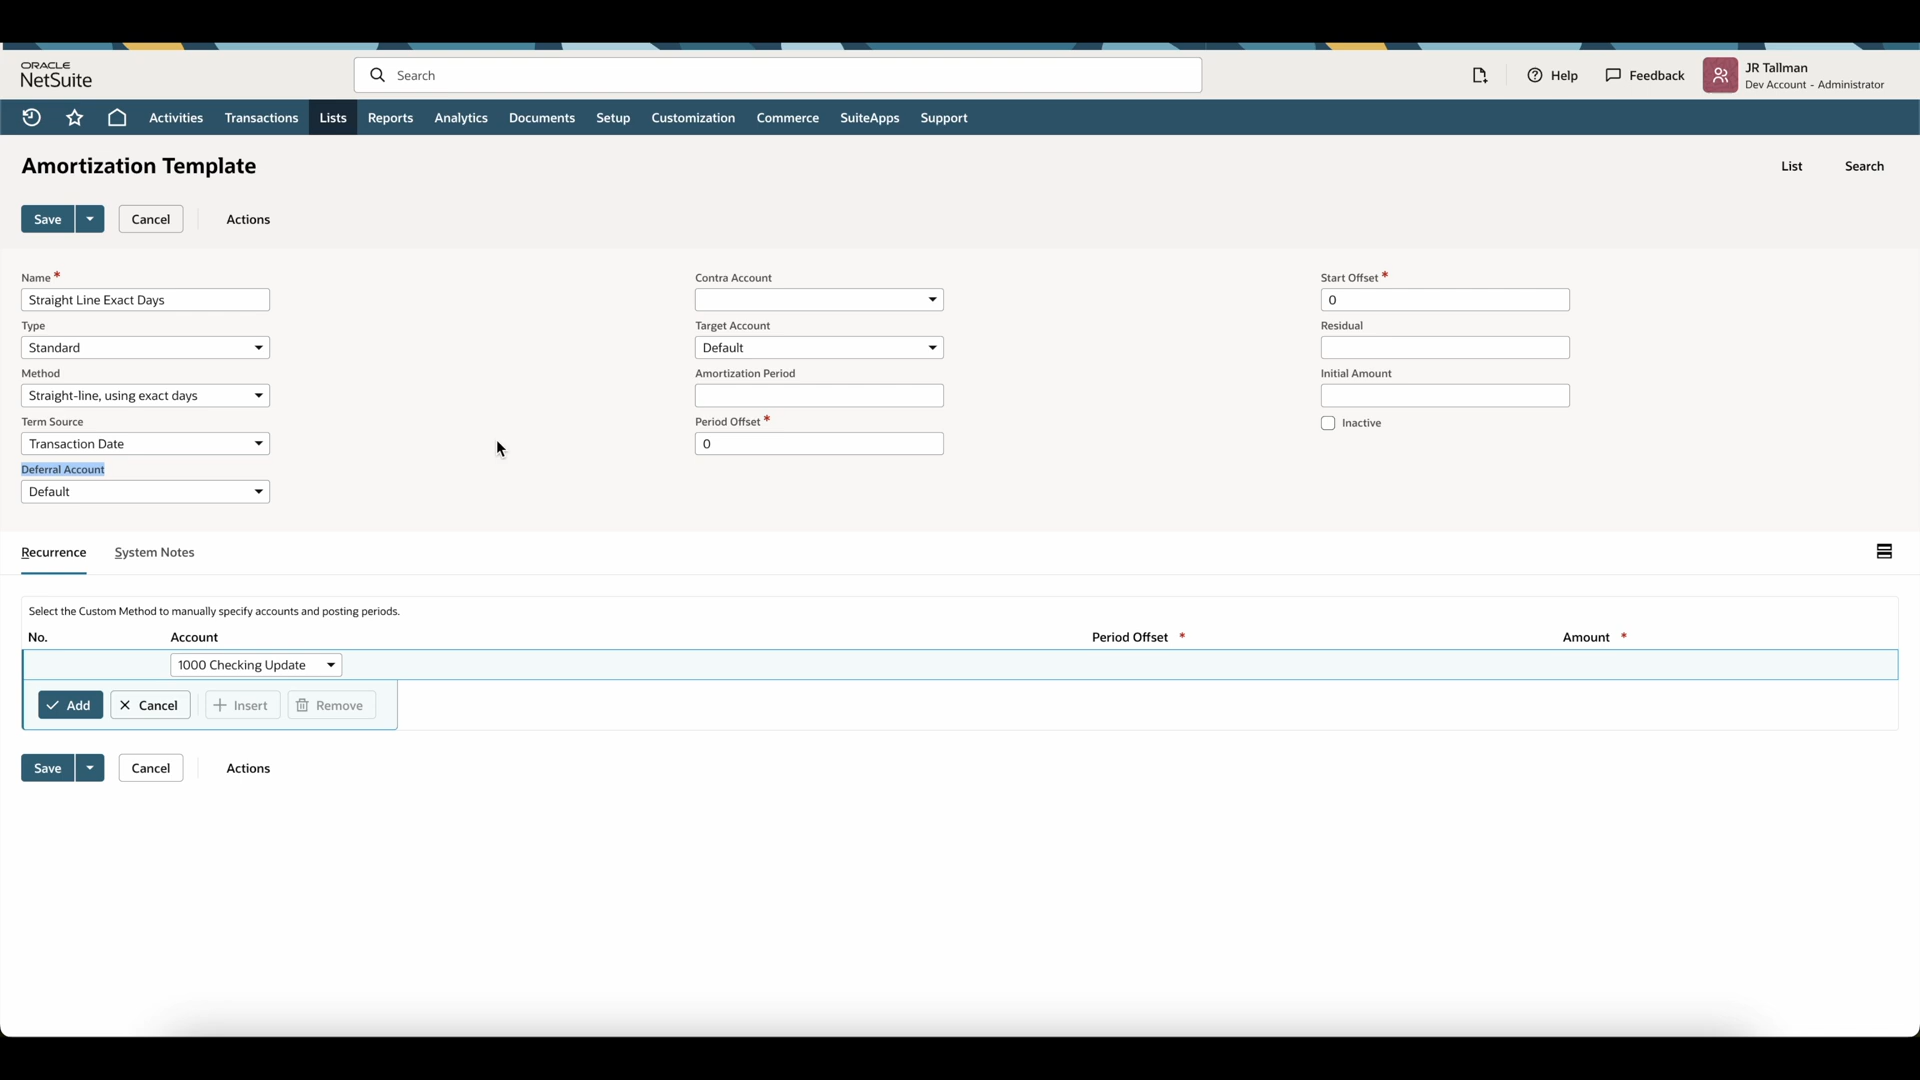 ORACLE
NetSuite
Search
Help
Feedback
JR Tallman
Dev Account - Administrator
Activities
Transactions
Lists
Reports
Analytics
Documents
Setup
Customization
Commerce
SuiteApps
Support
Amortization Template
List
Search
Save
Cancel
Actions
Name *
Straight Line Exact Days
Type
Standard
Method
Straight-line, using exact days
Term Source
Transaction Date
Deferral Account
Default
Contra Account
Target Account
Default
Amortization Period
Period Offset *
0
Start Offset *
0
Residual
Initial Amount
Inactive
Recurrence
System Notes
Select the Custom Method to manually specify accounts and posting periods.
No.
Account
Period Offset *
Amount *
1000 Checking Update
Add
Cancel
Insert
Remove
Save
Cancel
Actions